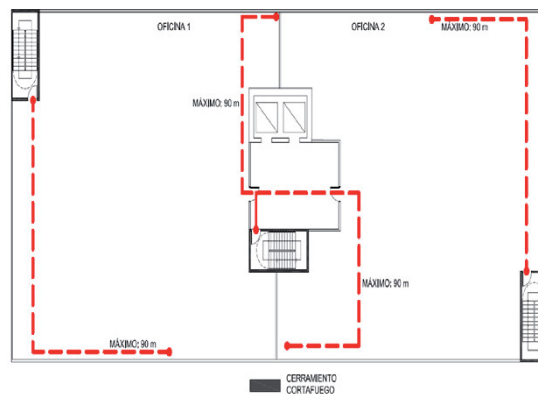 OFICINA 1
OFICINA 2
MÁXIMO: 90 m
MÁXIMO: 90 m
MÁXIMO: 90 m
MÁXIMO: 90 m
CERRAMIENTO
CORTAFUEGO